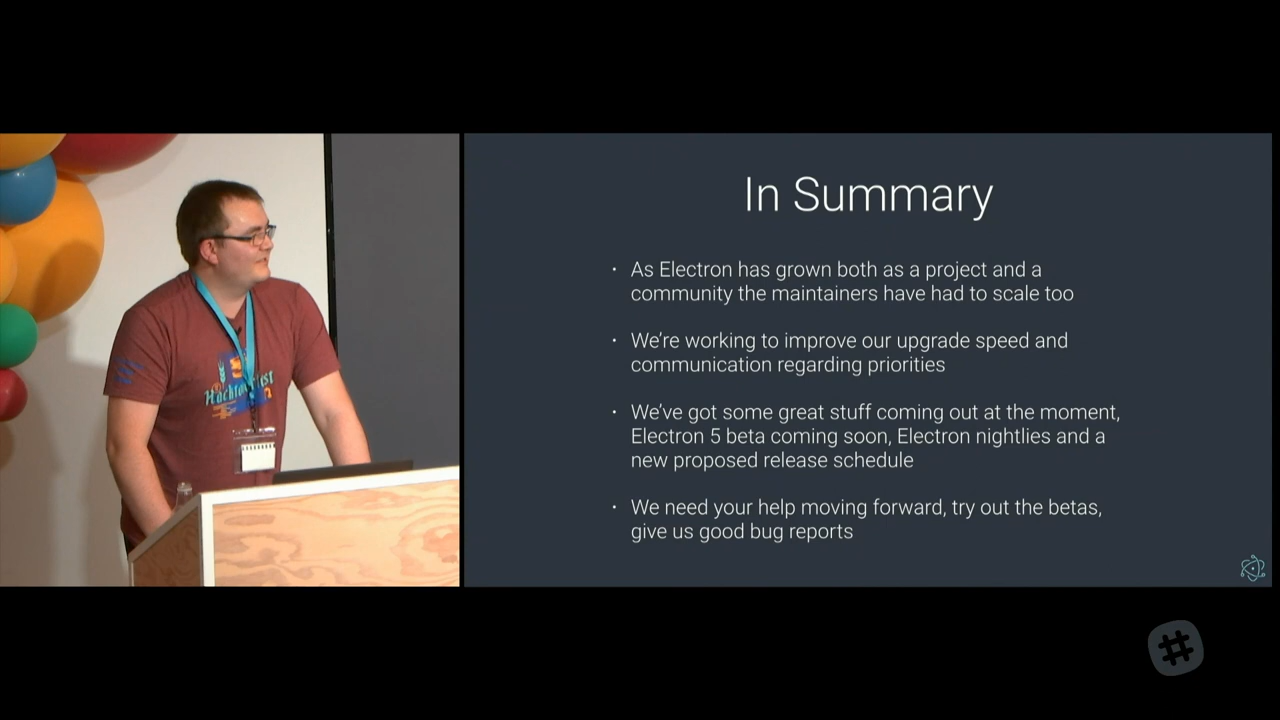 In Summary
· As Electron has grown both as a project and a
community the maintainers have had to scale too
· We're working to improve our upgrade speed and
communication regarding priorities
· We've got some great stuff coming out at the moment,
Electron 5 beta coming soon, Electron nightlies and a
new proposed release schedule
· We need your help moving forward, try out the betas,
give us good bug reports